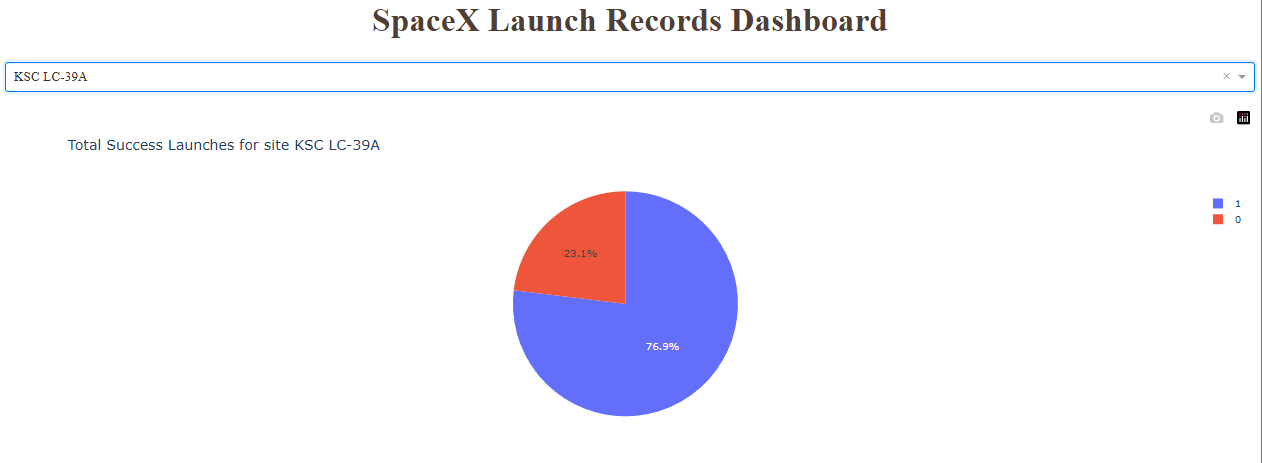 SpaceX Launch Records Dashboard
KSC LC-39A
Total Success Launches for site KSC LC-39A
1
0
23.1%
76.9%